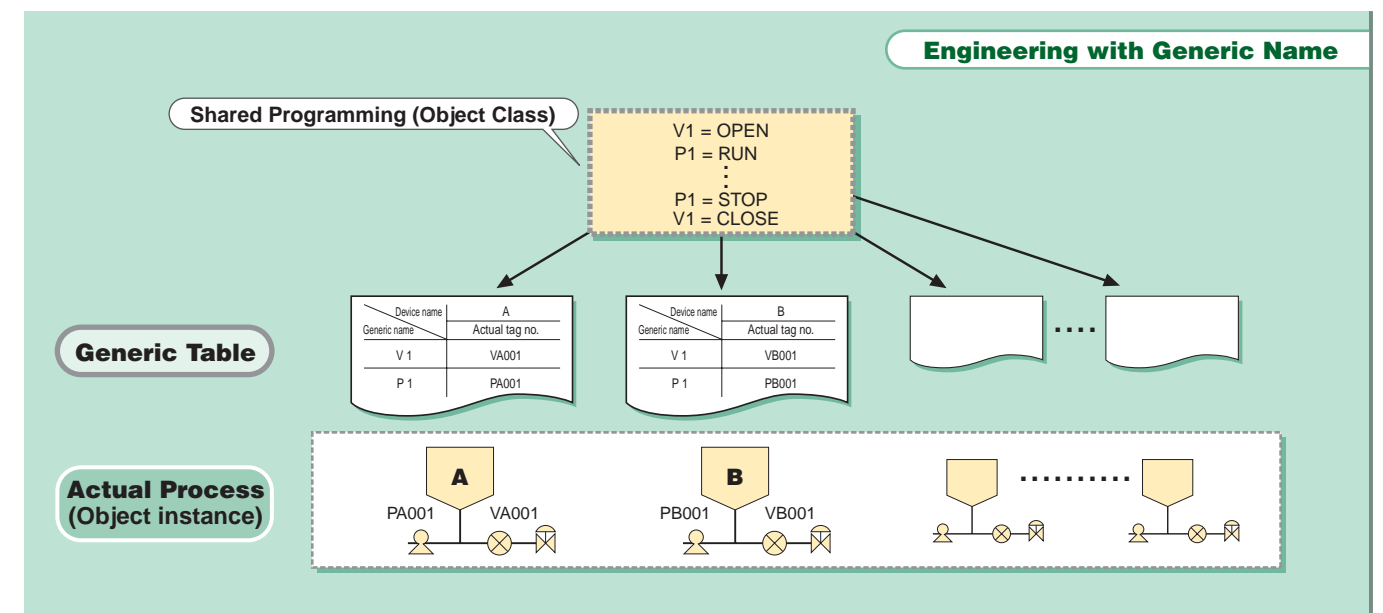 Engineering with Generic Name
Shared Programming (Object Class)
V1 = OPEN
P1 = RUN
P1 = STOP
V1 = CLOSE
Generic Table
Device name A
Generic name Actual tag no.
V 1 VA001
P 1 PA001
Device name B
Generic name Actual tag no.
V 1 VB001
P 1 PB001
Actual Process
(Object instance)
A
PA001 VA001
B
PB001 VB001